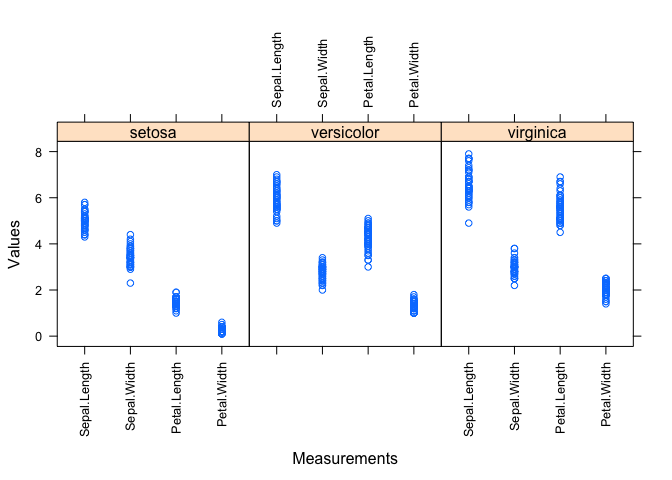 Sepal.Length
Sepal.Width
Petal.Length
Petal.Width
setosa
versicolor
virginica
Values
8
6
4
2
0
Sepal.Length
Sepal.Width
Petal.Length
Petal.Width
Sepal.Length
Sepal.Width
Petal.Length
Petal.Width
Measurements